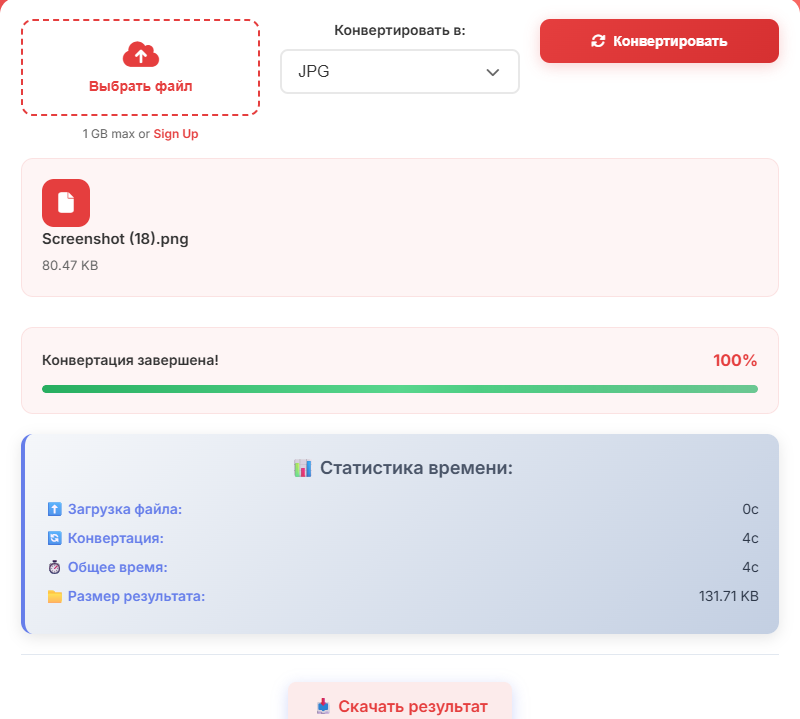 Выбрать файл
1 GB max or Sign Up
Конвертировать в:
JPG
Конвертировать
Screenshot (18).png
80.47 KB
Конвертация завершена!
100%
Статистика времени:
Загрузка файла: 0с
Конвертация: 4с
Общее время: 4с
Размер результата: 131.71 KB
Скачать результат